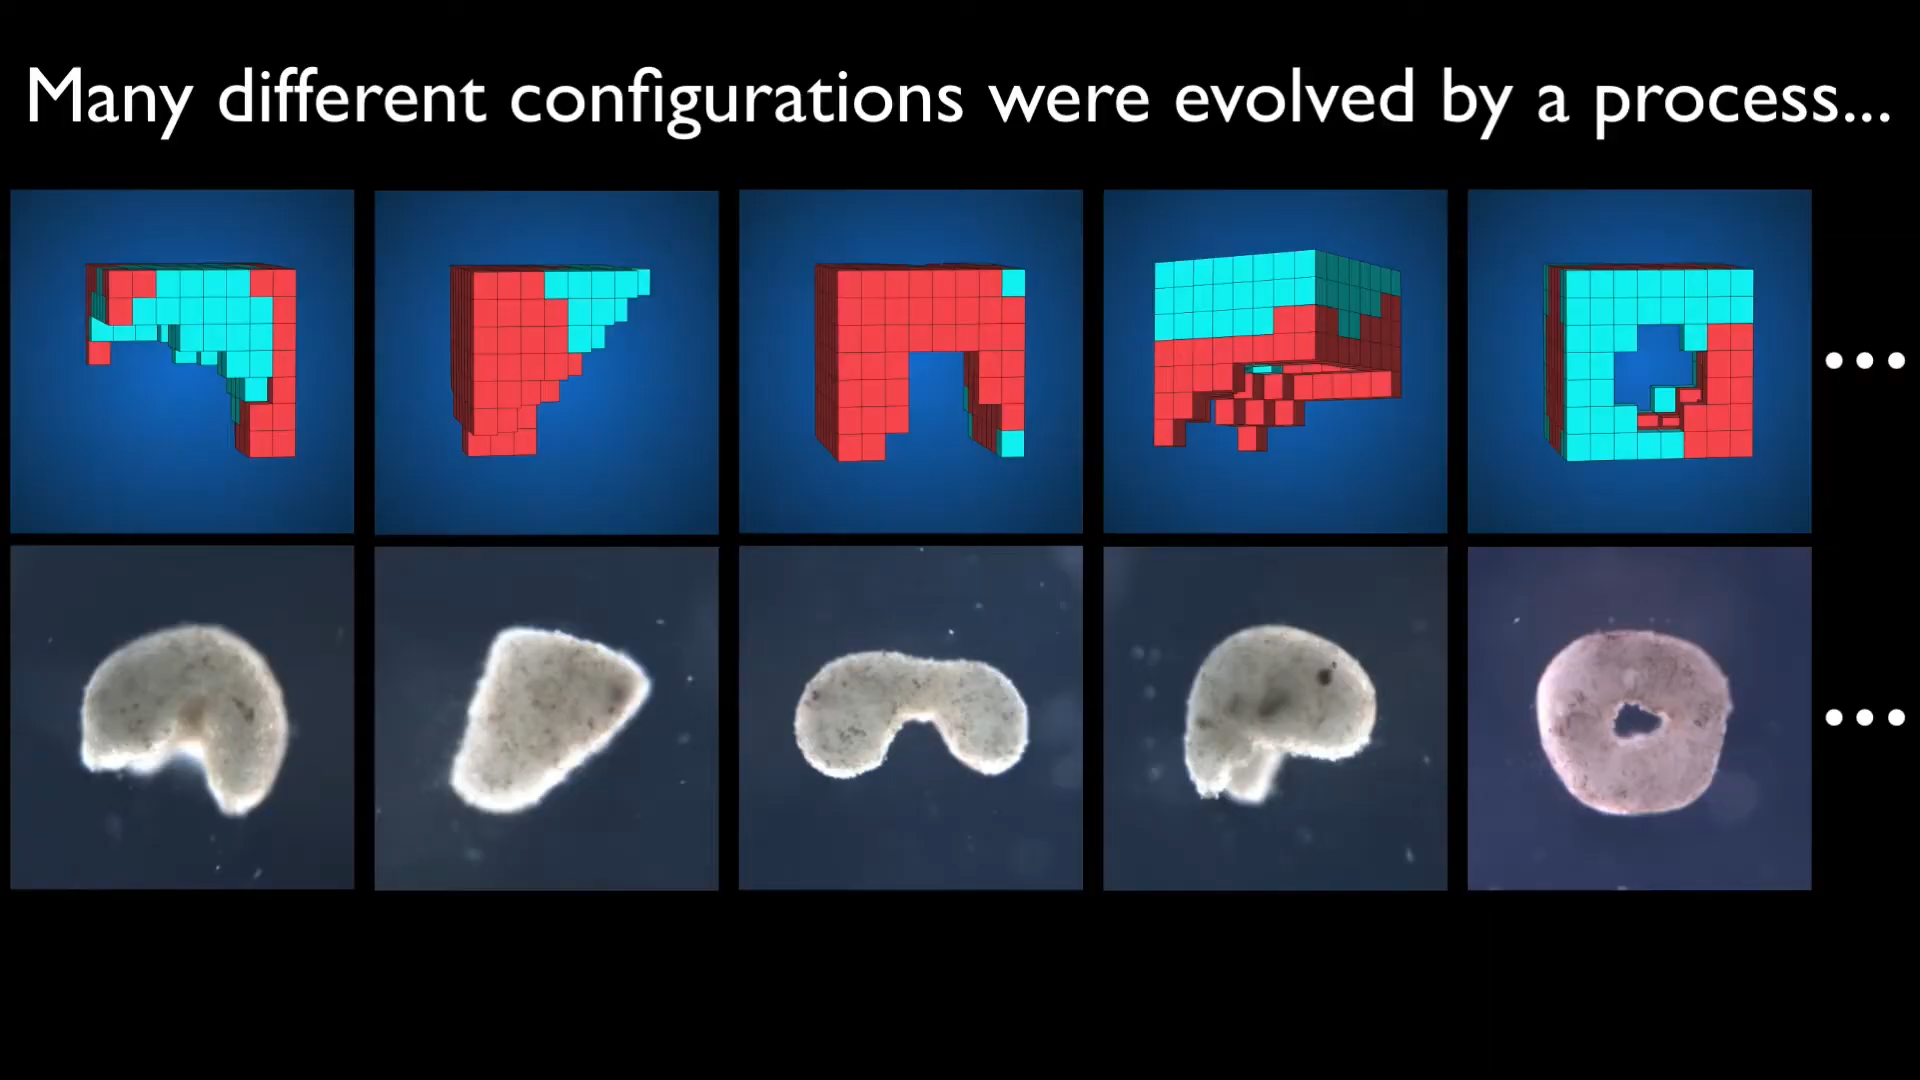 Many different configurations were evolved by a process...
...
...